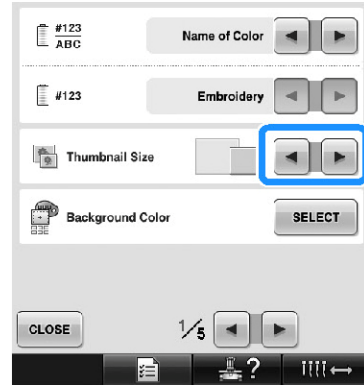 #123
ABC
Name of Color
#123
Embroidery
Thumbnail Size
Background Color
SELECT
CLOSE
1/5
?